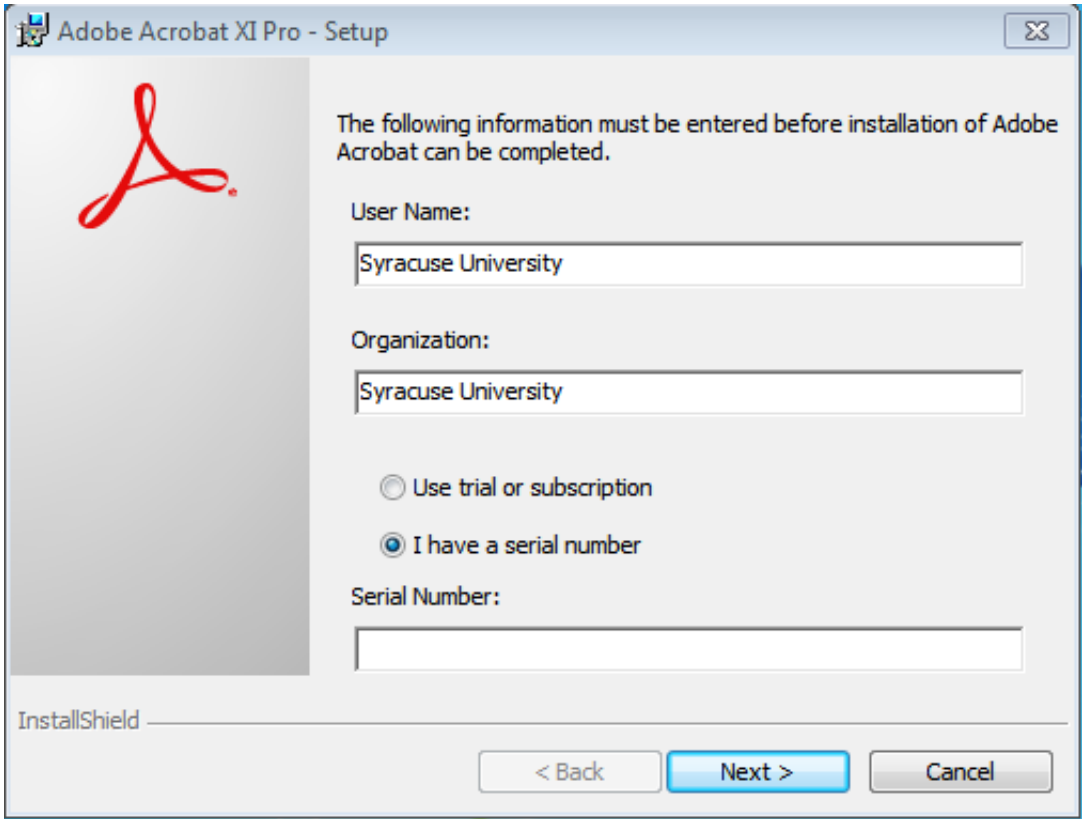 Adobe Acrobat XI Pro - Setup
The following information must be entered before installation of Adobe
Acrobat can be completed.
User Name:
Syracuse University
Organization:
Syracuse University
Use trial or subscription
I have a serial number
Serial Number:
InstallShield
< Back
Next >
Cancel